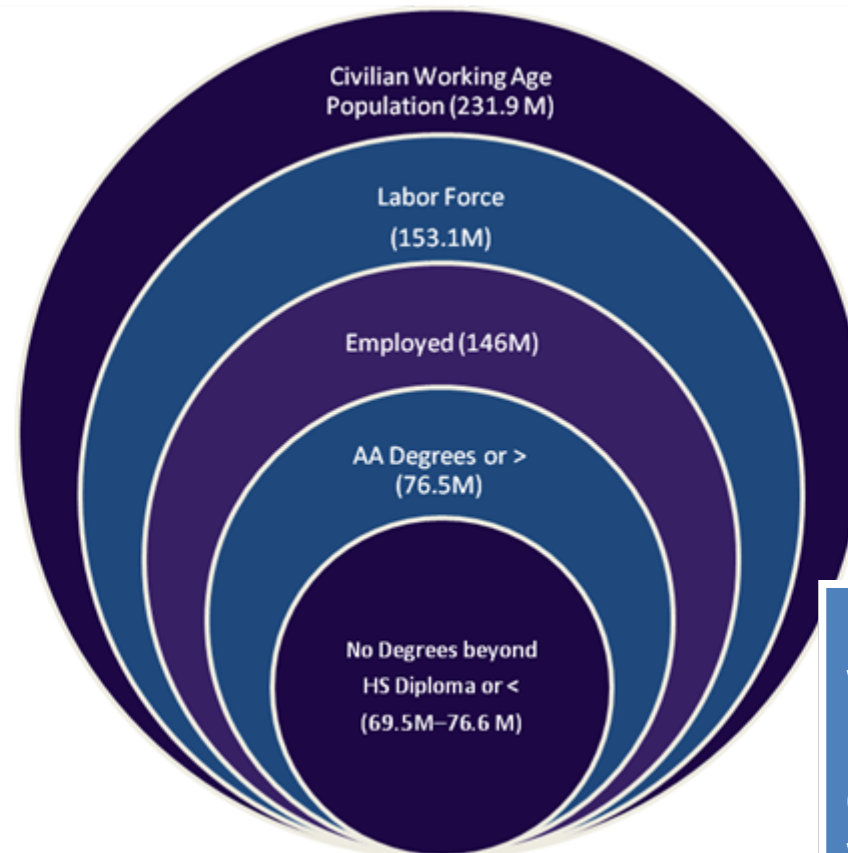 Civilian Working Age
Population (231.9 M)
Labor Force
(153.1M)
Employed (146M)
AA Degrees or >
(76.5M)
No Degrees beyond
HS Diploma or <
(69.5M–76.6 M)